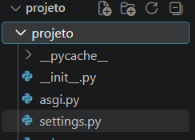 projeto
projeto
__pycache__
__init__.py
asgi.py
settings.py